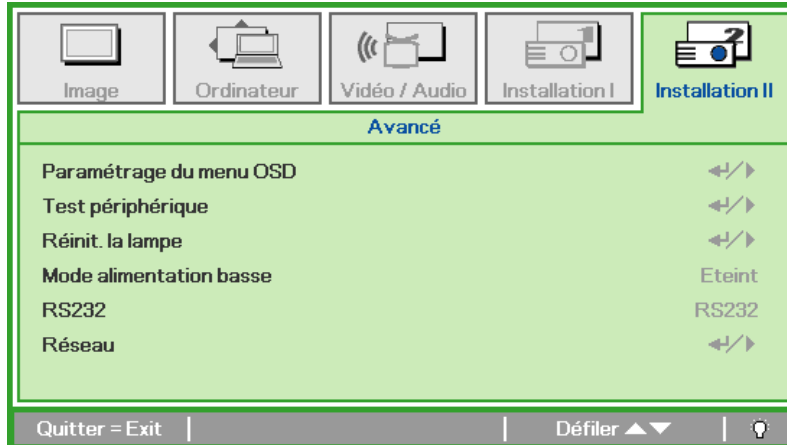 Image
Ordinateur
Vidéo / Audio
Installation I
Installation II
Avancé
Paramétrage du menu OSD
Test périphérique
Réinit. la lampe
Mode alimentation basse Eteint
RS232 RS232
Réseau
Quitter = Exit Défiler